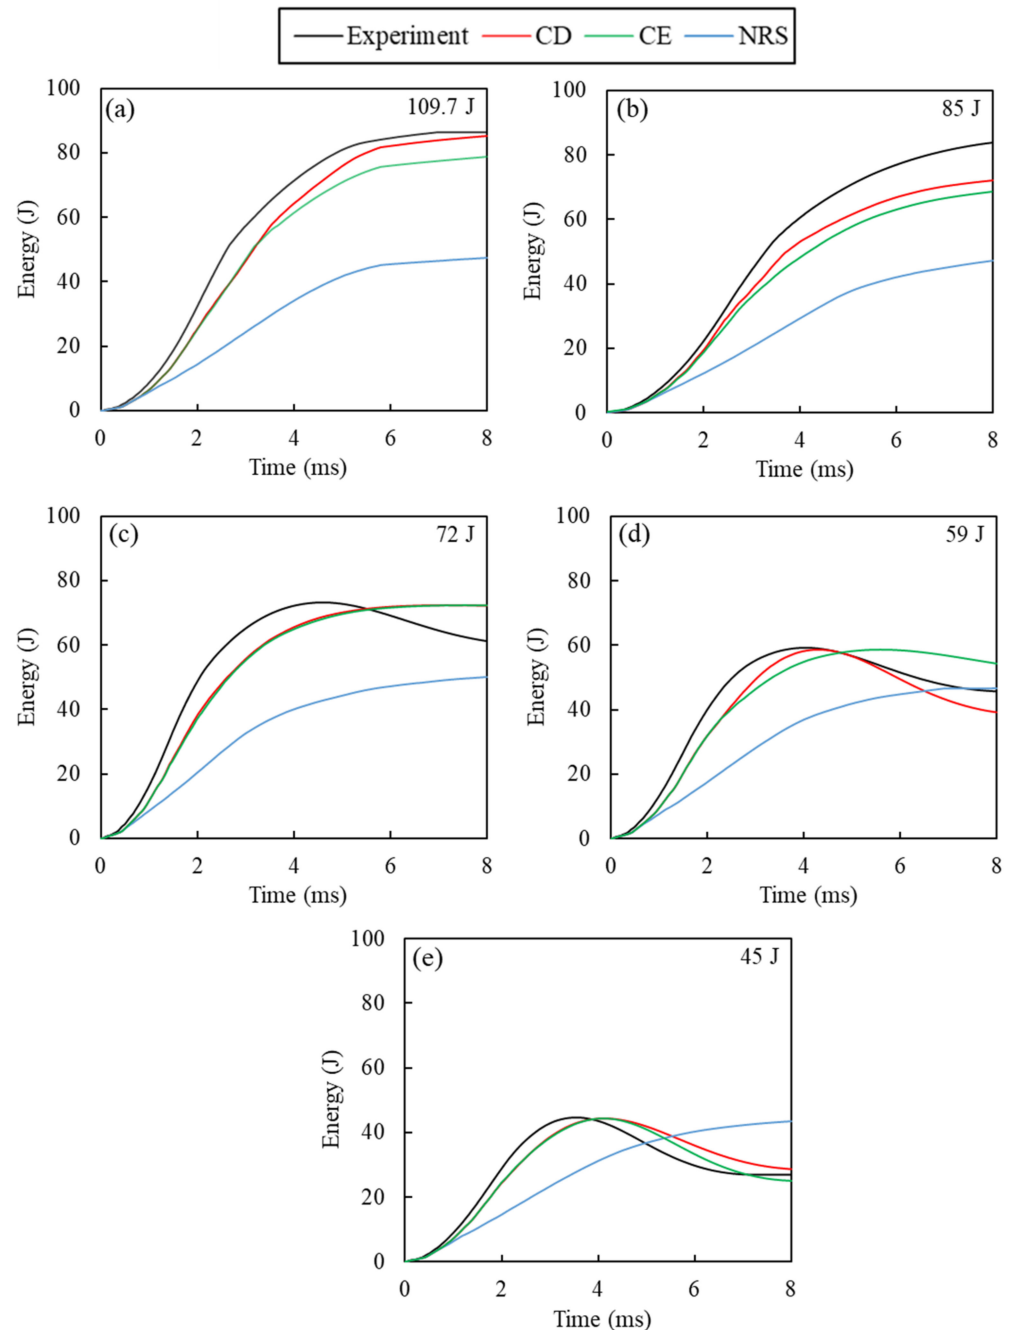 Experiment CD CE NRS
(a) 109.7 J
100
80
60
40
20
0
Energy (J)
0 2 4 6 8
Time (ms)
(b) 85 J
100
80
60
40
20
0
Energy (J)
0 2 4 6 8
Time (ms)
(c) 72 J
100
80
60
40
20
0
Energy (J)
0 2 4 6 8
Time (ms)
(d) 59 J
100
80
60
40
20
0
Energy (J)
0 2 4 6 8
Time (ms)
(e) 45 J
100
80
60
40
20
0
Energy (J)
0 2 4 6 8
Time (ms)